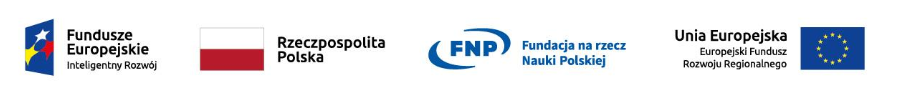 Fundusze
Europejskie
Inteligentny Rozwój
Rzeczpospolita
Polska
FNP
Fundacja na rzecz
Nauki Polskiej
Unia Europejska
Europejski Fundusz
Rozwoju Regionalnego